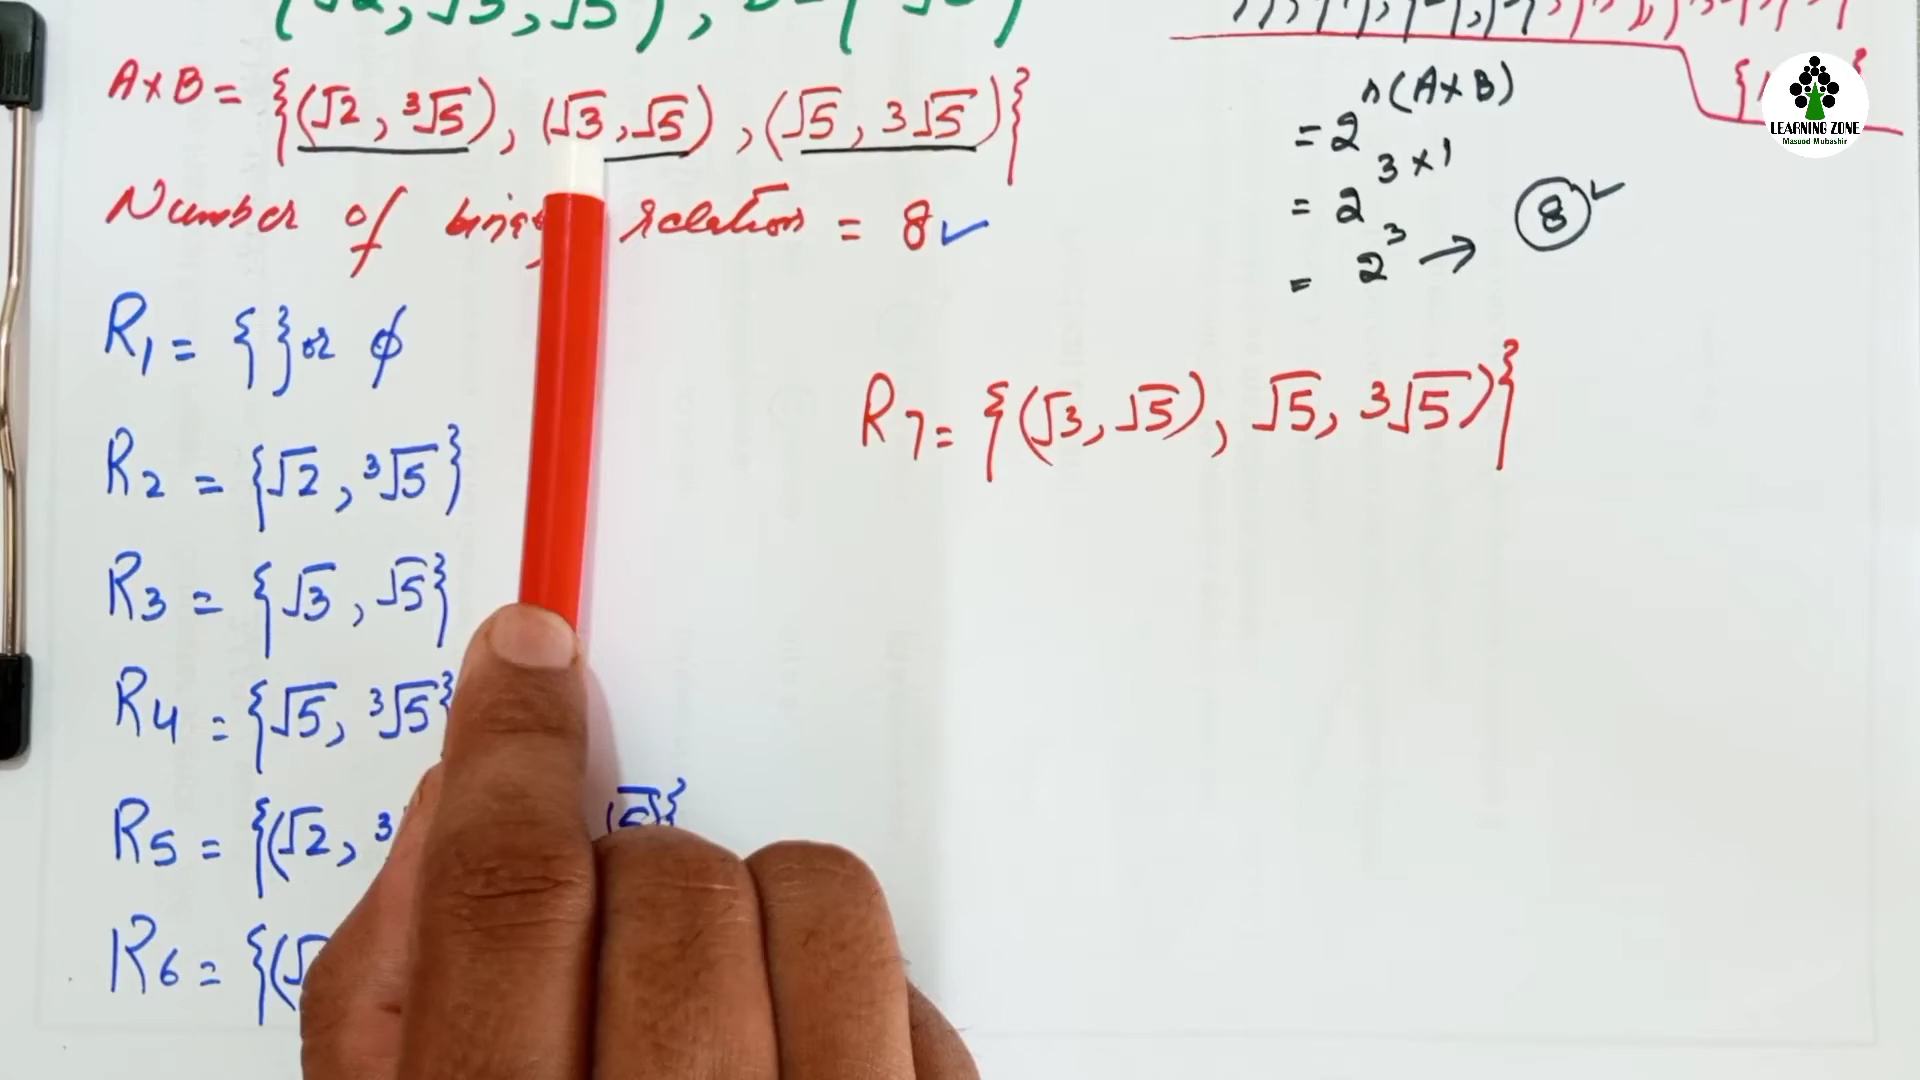 A×B = {(√2, ³√5), (√3, √5), (√5, 3√5)}
Number of relation = 8✓
R1 = { } or ϕ
R2 = {√2, ³√5}
R3 = {√3, √5}
R4 = {√5, ³√5}
R5 = {(√2, 3 √5)}
R6 = {(√
= 2^n(A×B)
= 2^3×1
= 2^3 → 8 ✓
R7 = {(√3, √5), √5, 3√5)}
LEARNING ZONE
Masood Mubashir